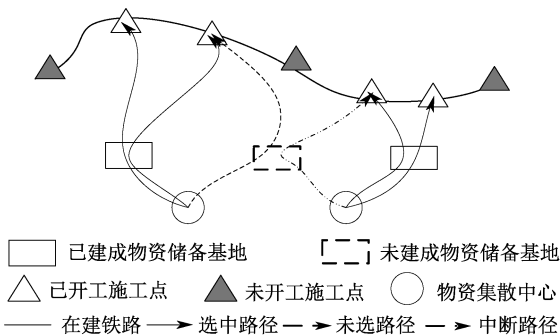 已建成物资储备基地 未建成物资储备基地
已开工施工点 未开工施工点 物资集散中心
在建铁路 选中路径 未选路径 中断路径